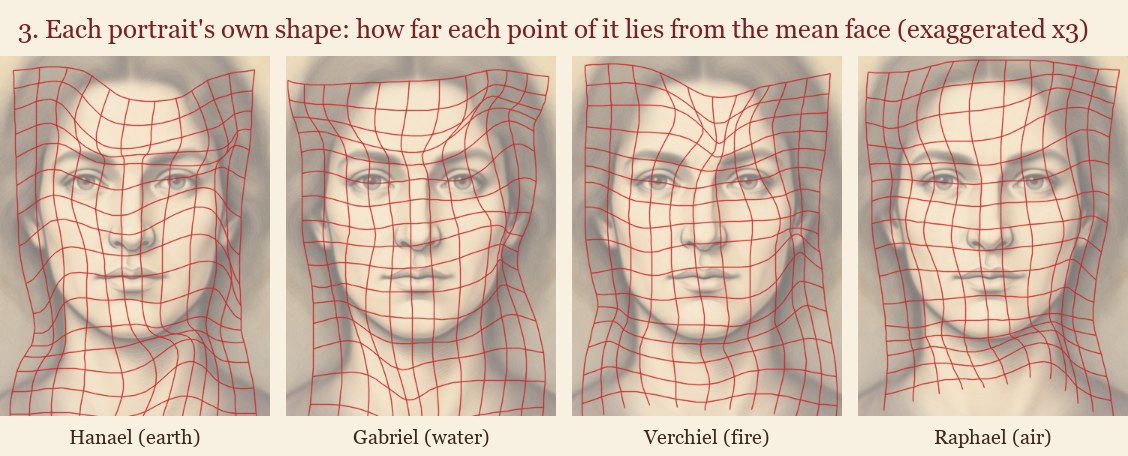 3. Each portrait's own shape: how far each point of it lies from the mean face (exaggerated x3)
Hanael (earth)
Gabriel (water)
Verchiel (fire)
Raphael (air)